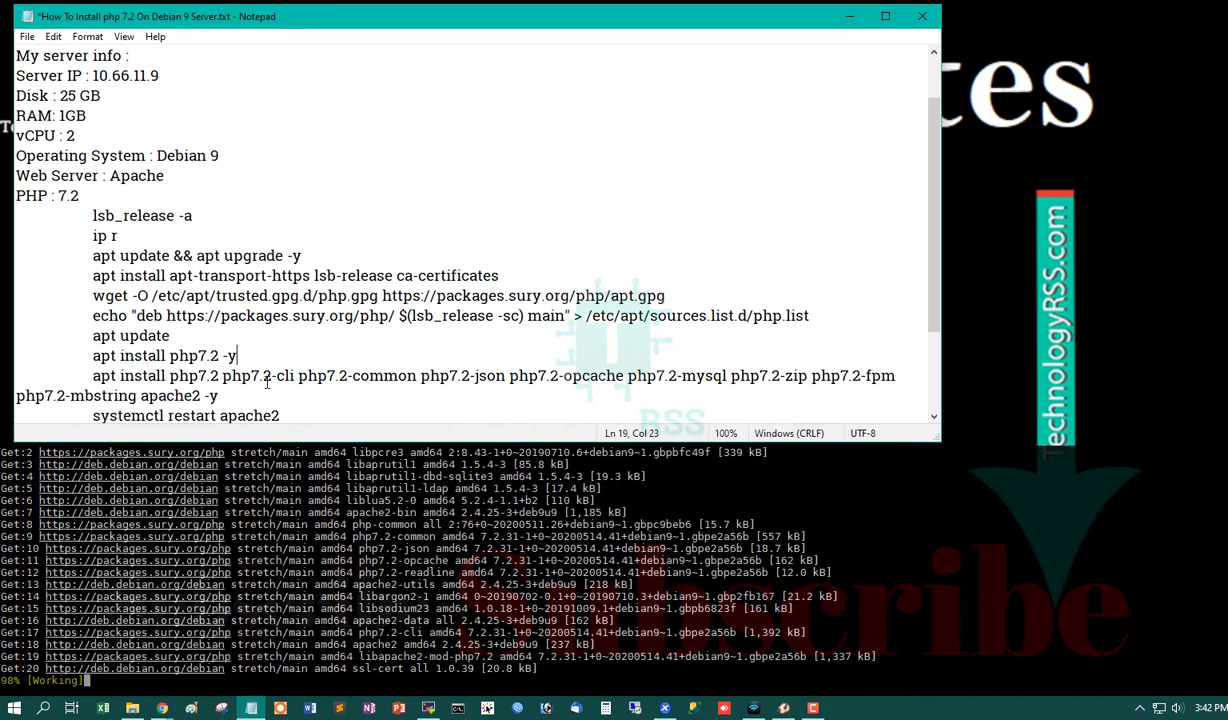 *How To Install php 7.2 On Debian 9 Server.txt - Notepad
File Edit Format View Help
My server info :
Server IP : 10.66.11.9
Disk : 25 GB
RAM: 1GB
vCPU : 2
Operating System : Debian 9
Web Server : Apache
PHP : 7.2
lsb_release -a
ip r
apt update && apt upgrade -y
apt install apt-transport-https lsb-release ca-certificates
wget -O /etc/apt/trusted.gpg.d/php.gpg https://packages.sury.org/php/apt.gpg
echo "deb https://packages.sury.org/php/ $(lsb_release -sc) main" > /etc/apt/sources.list.d/php.list
apt update
apt install php7.2 -y
apt install php7.2 php7.2-cli php7.2-common php7.2-json php7.2-opcache php7.2-mysql php7.2-zip php7.2-fpm
php7.2-mbstring apache2 -y
systemctl restart apache2
RSS
Ln 19, Col 23 100% Windows (CRLF) UTF-8
tes
TechnologyRSS.com
Subscribe
Get:2 https://packages.sury.org/php stretch/main amd64 libpcre3 amd64 2:8.43-1+0~20190710.6+debian9~1.gbpbfc49f [339 kB]
Get:3 http://deb.debian.org/debian stretch/main amd64 libaprutil1 amd64 1.5.4-3 [85.8 kB]
Get:4 http://deb.debian.org/debian stretch/main amd64 libaprutil1-dbd-sqlite3 amd64 1.5.4-3 [19.3 kB]
Get:5 http://deb.debian.org/debian stretch/main amd64 libaprutil1-ldap amd64 1.5.4-3 [17.4 kB]
Get:6 http://deb.debian.org/debian stretch/main amd64 liblua5.2-0 amd64 5.2.4-1.1+b2 [110 kB]
Get:7 http://deb.debian.org/debian stretch/main amd64 apache2-bin amd64 2.4.25-3+deb9u9 [1,185 kB]
Get:8 https://packages.sury.org/php stretch/main amd64 php-common all 2:76+0~20200511.26+debian9~1.gbpc9beb6 [15.7 kB]
Get:9 https://packages.sury.org/php stretch/main amd64 php7.2-common amd64 7.2.31-1+0~20200514.41+debian9~1.gbpe2a56b [557 kB]
Get:10 https://packages.sury.org/php stretch/main amd64 php7.2-json amd64 7.2.31-1+0~20200514.41+debian9~1.gbpe2a56b [18.7 kB]
Get:11 https://packages.sury.org/php stretch/main amd64 php7.2-opcache amd64 7.2.31-1+0~20200514.41+debian9~1.gbpe2a56b [162 kB]
Get:12 https://packages.sury.org/php stretch/main amd64 php7.2-readline amd64 7.2.31-1+0~20200514.41+debian9~1.gbpe2a56b [12.0 kB]
Get:13 http://deb.debian.org/debian stretch/main amd64 apache2-utils amd64 2.4.25-3+deb9u9 [218 kB]
Get:14 https://packages.sury.org/php stretch/main amd64 libargon2-1 amd64 0~20190702-0.1+0~20190710.3+debian9~1.gbp2fb167 [21.2 kB]
Get:15 https://packages.sury.org/php stretch/main amd64 libsodium23 amd64 1.0.18-1+0~20191009.1+debian9~1.gbpb6823f [161 kB]
Get:16 http://deb.debian.org/debian stretch/main amd64 apache2-data all 2.4.25-3+deb9u9 [162 kB]
Get:17 https://packages.sury.org/php stretch/main amd64 php7.2-cli amd64 7.2.31-1+0~20200514.41+debian9~1.gbpe2a56b [1,392 kB]
Get:18 http://deb.debian.org/debian stretch/main amd64 apache2 amd64 2.4.25-3+deb9u9 [237 kB]
Get:19 https://packages.sury.org/php stretch/main amd64 libapache2-mod-php7.2 amd64 7.2.31-1+0~20200514.41+debian9~1.gbpe2a56b [1,337 kB]
Get:20 http://deb.debian.org/debian stretch/main amd64 ssl-cert all 1.0.39 [20.8 kB]
98% [Working]
3:42 PM